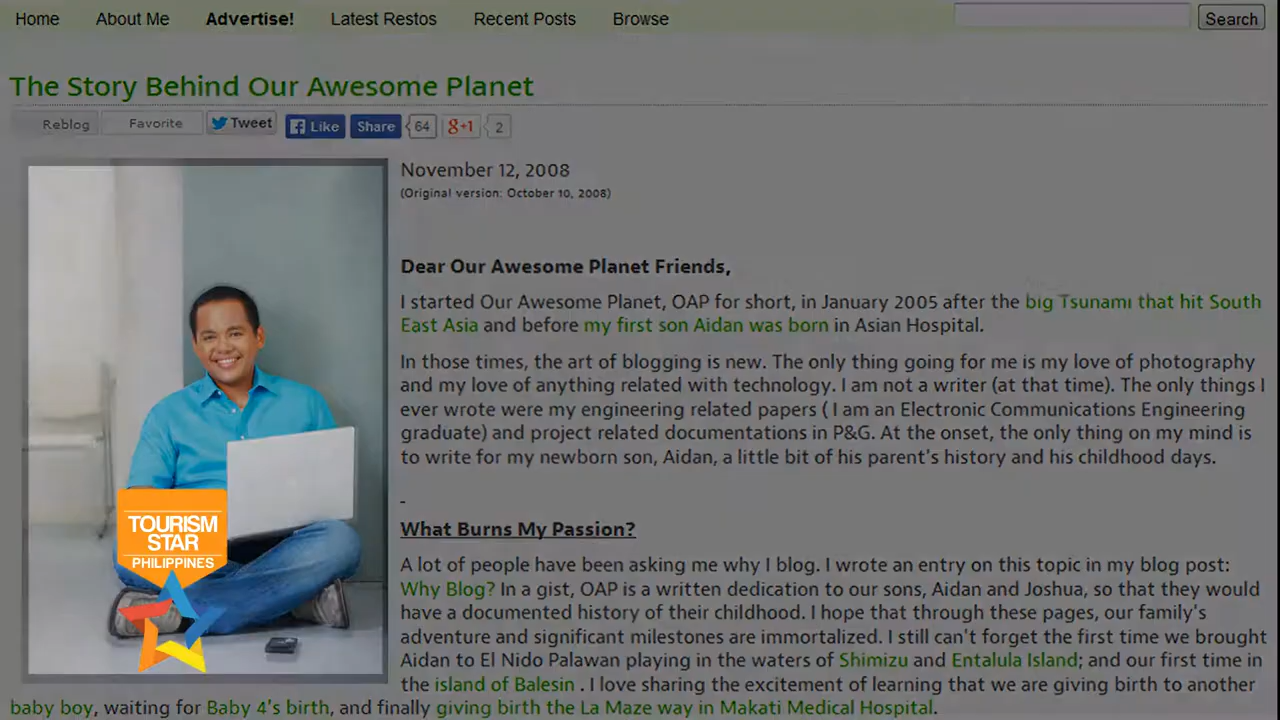 Home About Me Advertise! Latest Restos Recent Posts Browse Search
The Story Behind Our Awesome Planet
Reblog Favorite Tweet Like Share 64 g+1 2
November 12, 2008
(Original version: October 10, 2008)
Dear Our Awesome Planet Friends,
I started Our Awesome Planet, OAP for short, in January 2005 after the big Tsunami that hit South
East Asia and before my first son Aidan was born in Asian Hospital.
In those times, the art of blogging is new. The only thing going for me is my love of photography
and my love of anything related with technology. I am not a writer (at that time). The only things I
ever wrote were my engineering related papers ( I am an Electronic Communications Engineering
graduate) and project related documentations in P&G. At the onset, the only thing on my mind is
to write for my newborn son, Aidan, a little bit of his parent's history and his childhood days.
-
What Burns My Passion?
A lot of people have been asking me why I blog. I wrote an entry on this topic in my blog post:
Why Blog? In a gist, OAP is a written dedication to our sons, Aidan and Joshua, so that they would
have a documented history of their childhood. I hope that through these pages, our family's
adventure and significant milestones are immortalized. I still can't forget the first time we brought
Aidan to El Nido Palawan playing in the waters of Shimizu and Entalula Island; and our first time in
the island of Balesin . I love sharing the excitement of learning that we are giving birth to another
baby boy, waiting for Baby 4's birth, and finally giving birth the La Maze way in Makati Medical Hospital.
TOURISM
STAR
PHILIPPINES